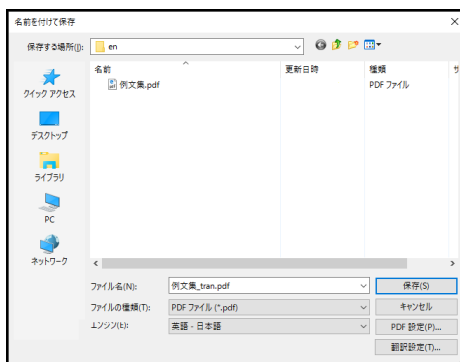 名前を付けて保存
保存する場所(I):
en
名前
更新日時
種類
サ
例文集.pdf
PDF ファイル
クイック アクセス
デスクトップ
ライブラリ
PC
ネットワーク
ファイル名(N):
例文集_tran.pdf
保存(S)
ファイルの種類(T):
PDF ファイル (*.pdf)
キャンセル
エンジン(E):
英語 - 日本語
PDF 設定(P)...
翻訳設定(T)...